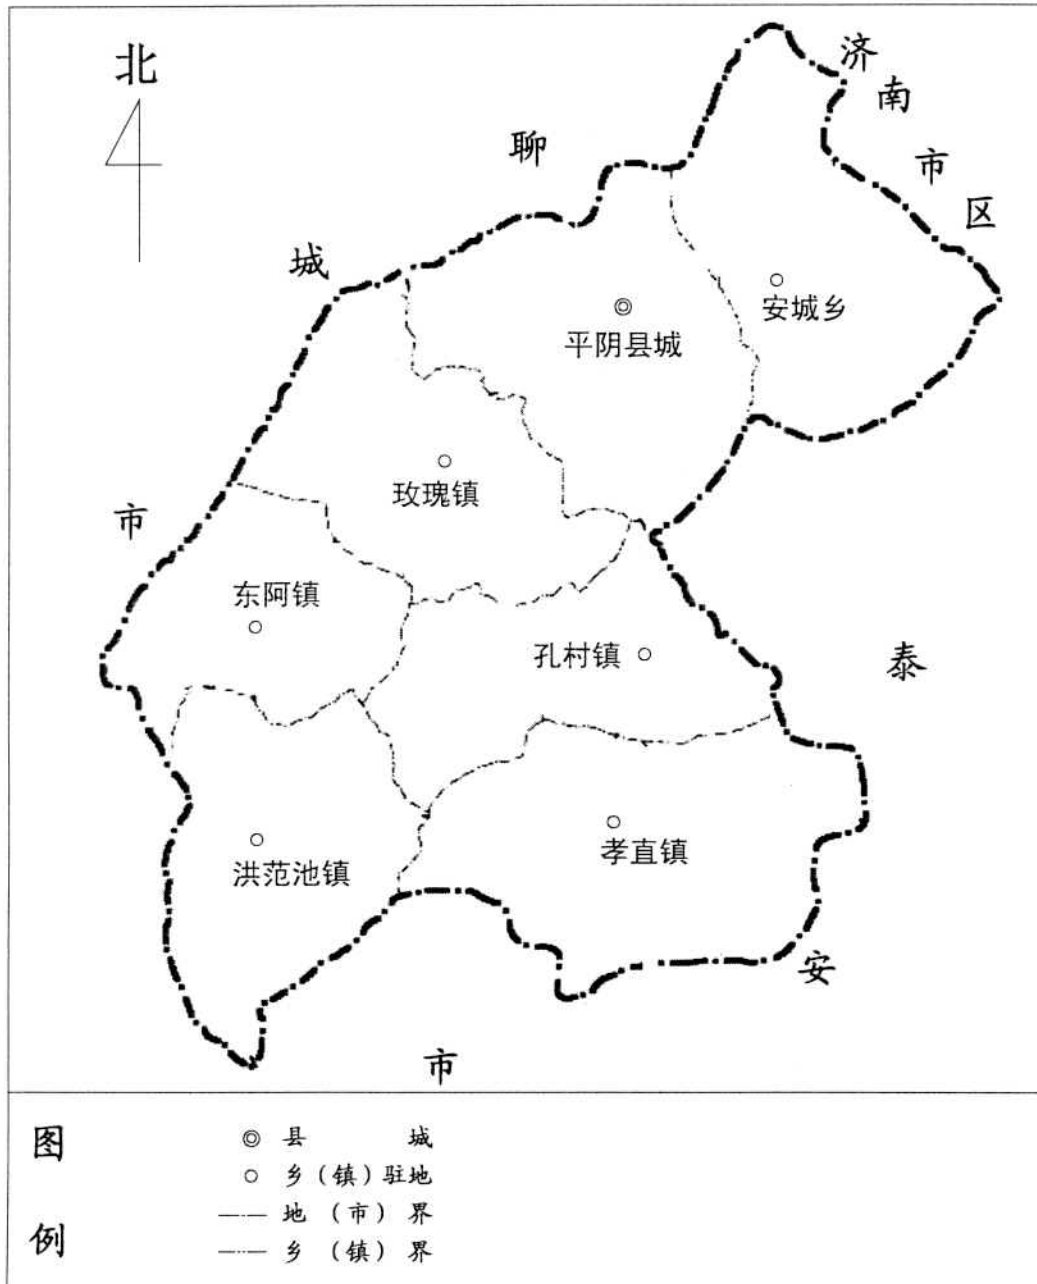 北
济
南
市
区
聊
城
市
安城乡
平阴县城
玫瑰镇
东阿镇
孔村镇
泰
安
市
孝直镇
洪范池镇
图
例
县 城
乡（镇）驻地
地（市）界
乡（镇）界